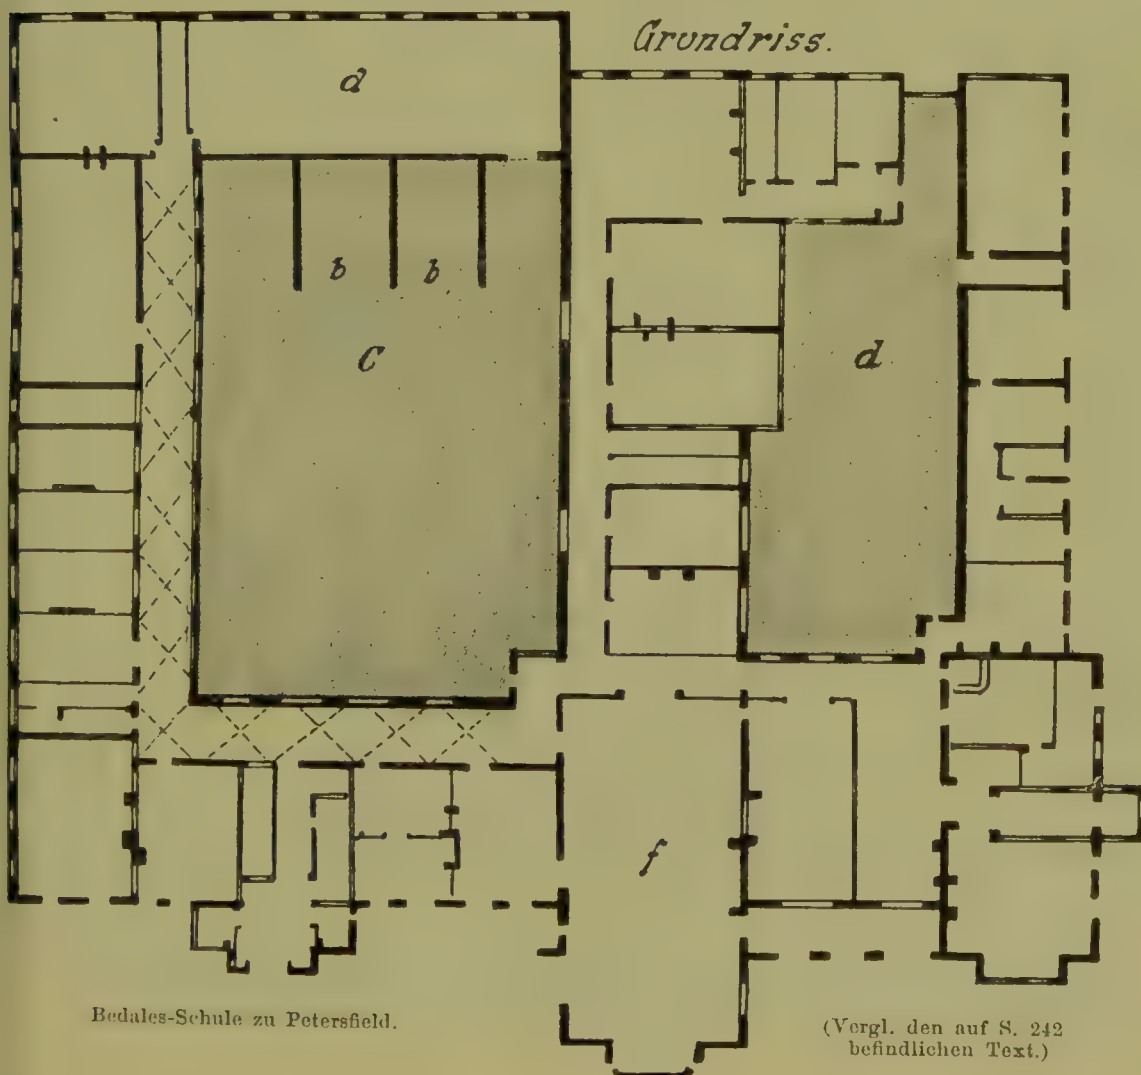 Grundriss.
d
b b
C
d
f
Bedales-Schule zu Petersfield.
(Vergl. den auf S. 242
befindlichen Text.)